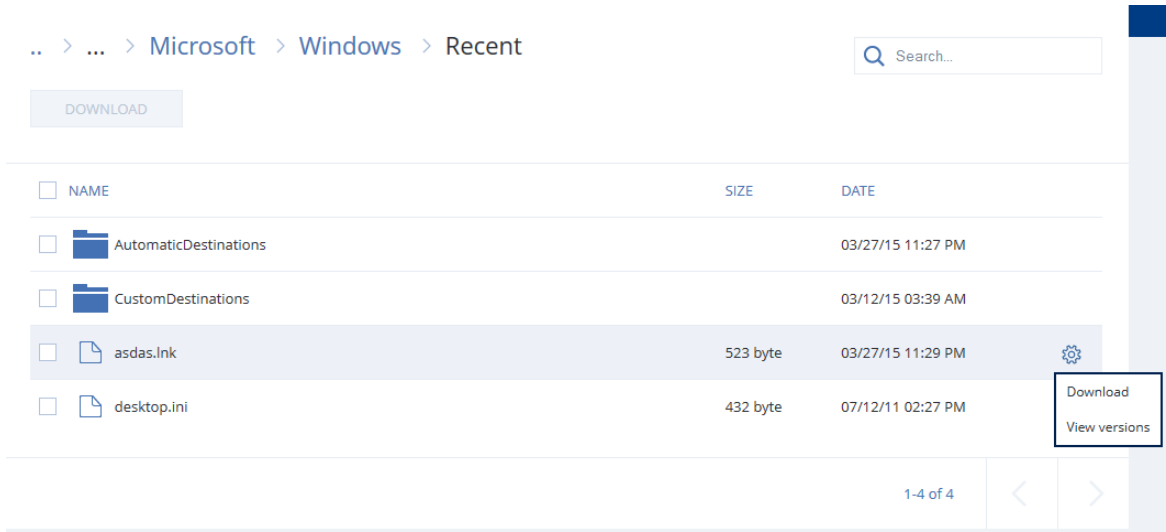 .. > ... > Microsoft > Windows > Recent
Search...
DOWNLOAD
NAME SIZE DATE
AutomaticDestinations 03/27/15 11:27 PM
CustomDestinations 03/12/15 03:39 AM
asdas.lnk 523 byte 03/27/15 11:29 PM
desktop.ini 432 byte 07/12/11 02:27 PM
Download
View versions
1-4 of 4